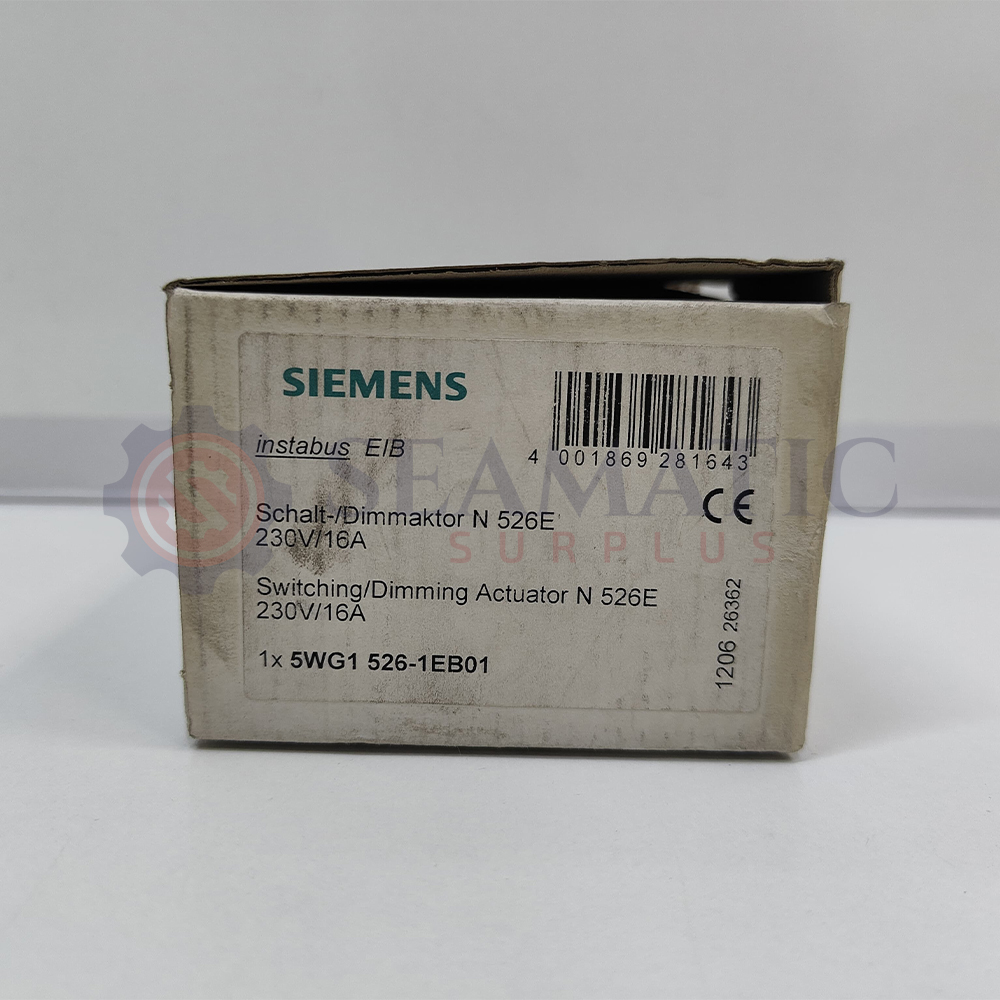 SIEMENS
instabus EIB
4 001869 281643
Schalt-/Dimmaktor N 526E
230V/16A
CE
Switching/Dimming Actuator N 526E
230V/16A
1x 5WG1 526-1EB01
1206 26362
SEAMATIC
SURPLUS